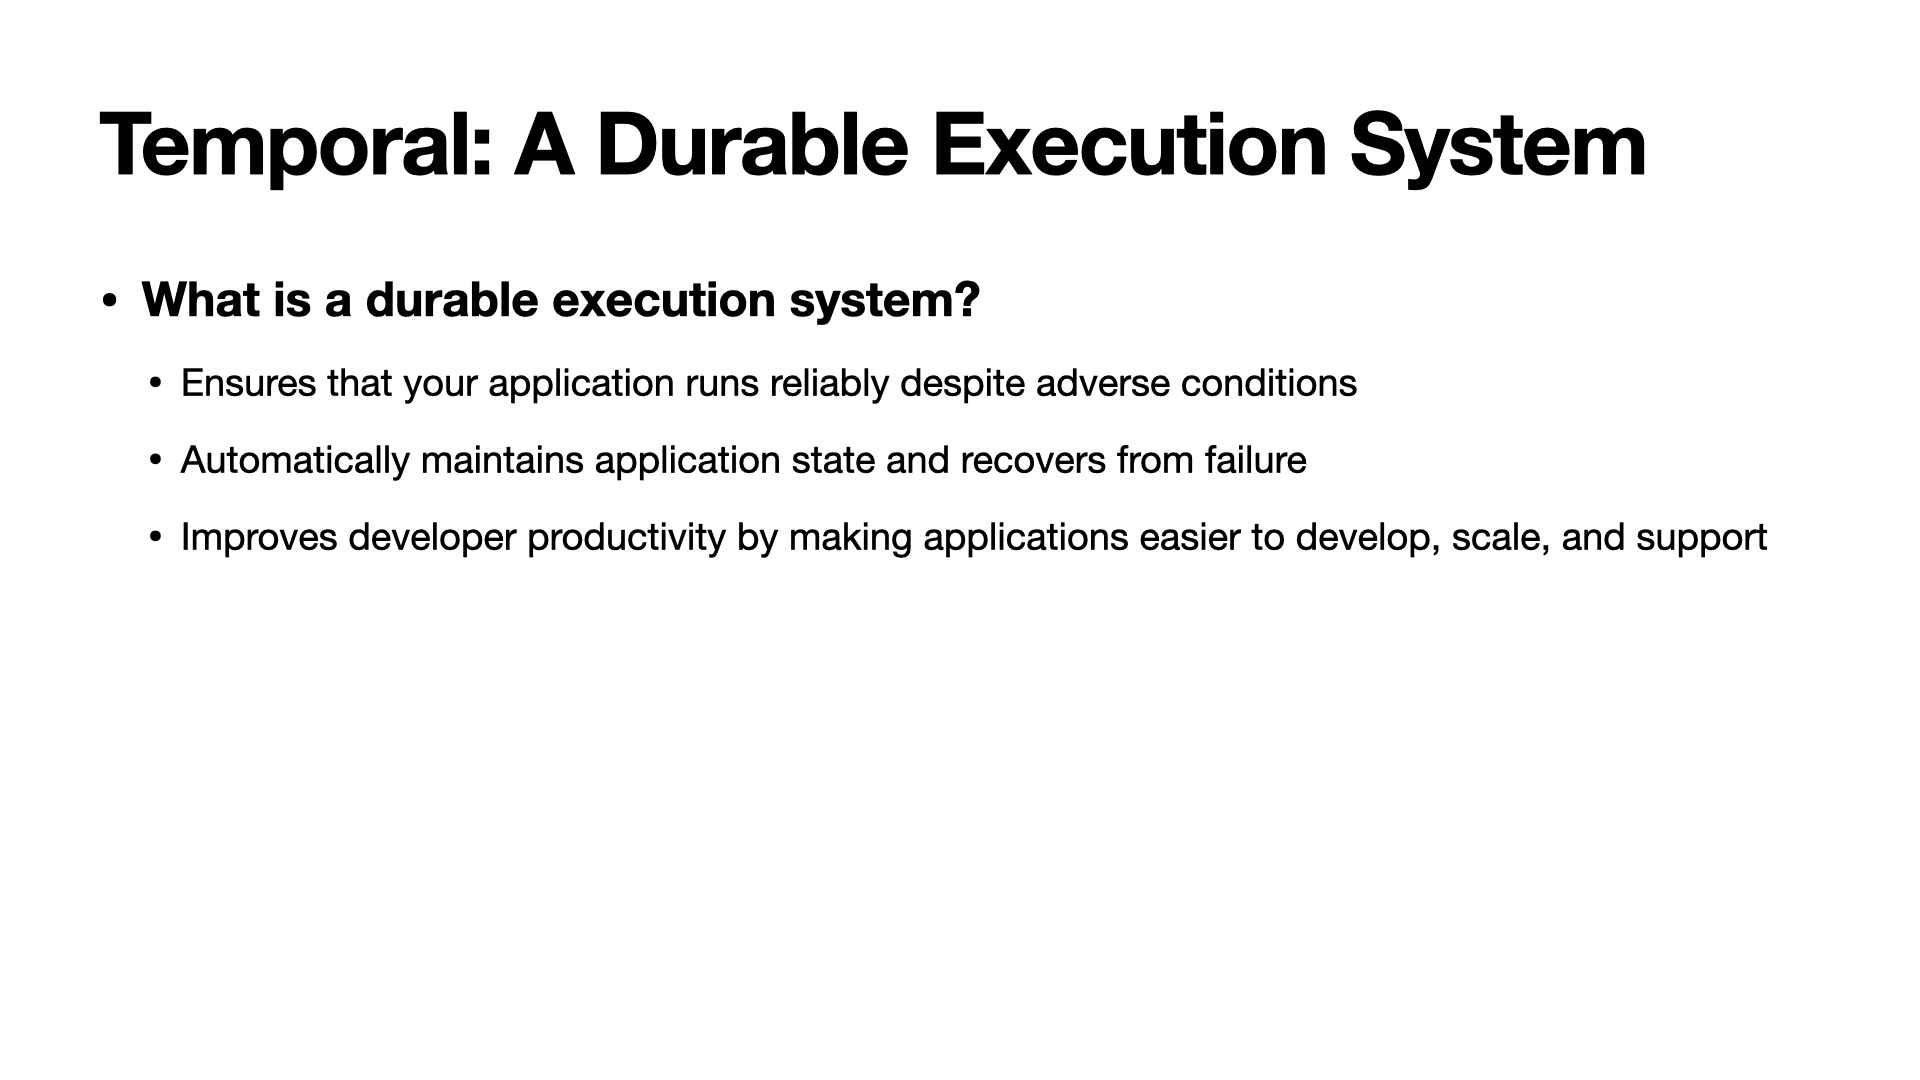 Temporal: A Durable Execution System
• What is a durable execution system?
• Ensures that your application runs reliably despite adverse conditions
• Automatically maintains application state and recovers from failure
• Improves developer productivity by making applications easier to develop, scale, and support